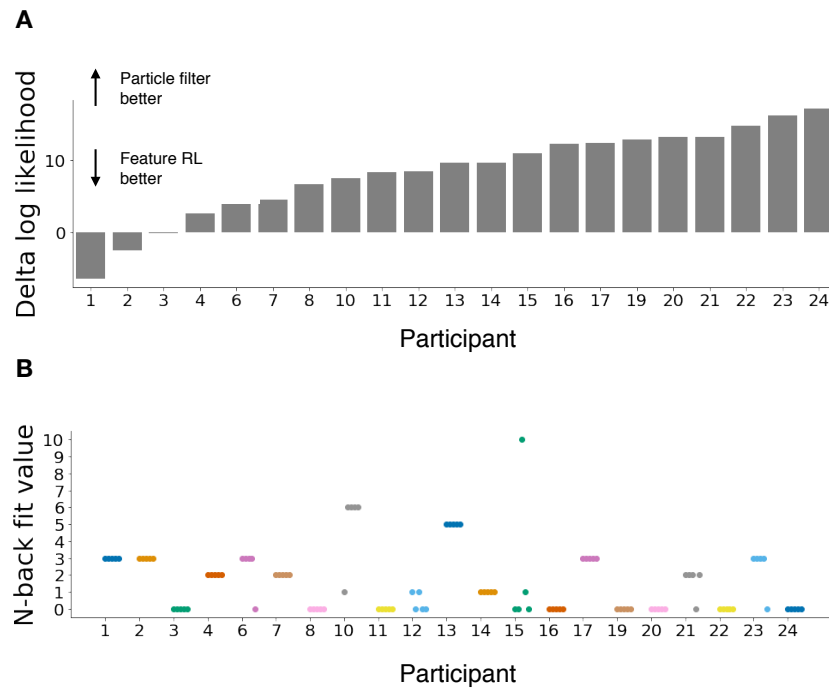 A
Delta log likelihood
Particle filter
better
Feature RL
better
10
0
1 2 3 4 6 7 8 10 11 12 13 14 15 16 17 19 20 21 22 23 24
Participant
B
N-back fit value
10
9
8
7
6
5
4
3
2
1
0
1 2 3 4 6 7 8 10 11 12 13 14 15 16 17 19 20 21 22 23 24
Participant